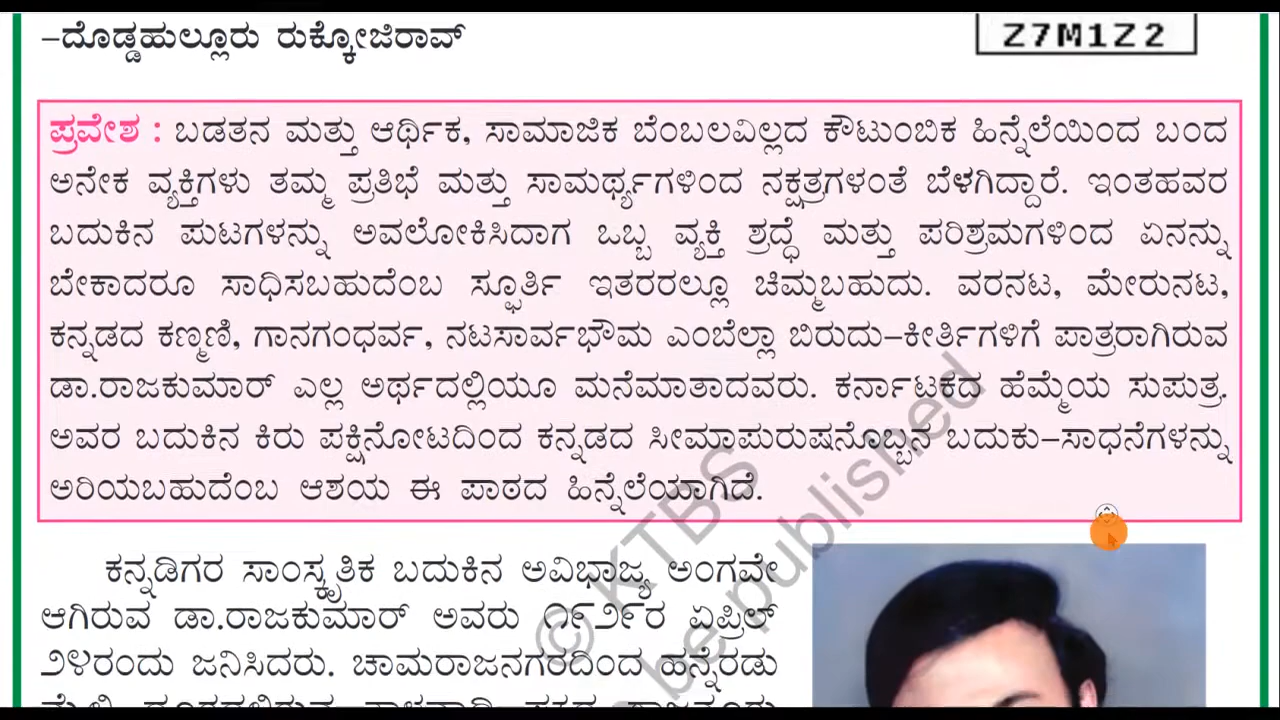 –ದೊಡ್ಡಹುಲ್ಲೂರು ರುಕ್ಕೋಜಿರಾವ್
Z7M1Z2
ಪ್ರವೇಶ : ಬಡತನ ಮತ್ತು ಆರ್ಥಿಕ, ಸಾಮಾಜಿಕ ಬೆಂಬಲವಿಲ್ಲದ ಕೌಟುಂಬಿಕ ಹಿನ್ನೆಲೆಯಿಂದ ಬಂದ
ಅನೇಕ ವ್ಯಕ್ತಿಗಳು ತಮ್ಮ ಪ್ರತಿಭೆ ಮತ್ತು ಸಾಮರ್ಥ್ಯಗಳಿಂದ ನಕ್ಷತ್ರಗಳಂತೆ ಬೆಳಗಿದ್ದಾರೆ. ಇಂತಹವರ
ಬದುಕಿನ ಪುಟಗಳನ್ನು ಅವಲೋಕಿಸಿದಾಗ ಒಬ್ಬ ವ್ಯಕ್ತಿ ಶ್ರದ್ಧೆ ಮತ್ತು ಪರಿಶ್ರಮಗಳಿಂದ ಏನನ್ನು
ಬೇಕಾದರೂ ಸಾಧಿಸಬಹುದೆಂಬ ಸ್ಫೂರ್ತಿ ಇತರರಲ್ಲೂ ಚಿಮ್ಮಬಹುದು. ವರನಟ, ಮೇರುನಟ,
ಕನ್ನಡದ ಕಣ್ಮಣಿ, ಗಾನಗಂಧರ್ವ, ನಟಸಾರ್ವಭೌಮ ಎಂಬೆಲ್ಲಾ ಬಿರುದು–ಕೀರ್ತಿಗಳಿಗೆ ಪಾತ್ರರಾಗಿರುವ
ಡಾ.ರಾಜಕುಮಾರ್ ಎಲ್ಲ ಅರ್ಥದಲ್ಲಿಯೂ ಮನೆಮಾತಾದವರು. ಕರ್ನಾಟಕದ ಹೆಮ್ಮೆಯ ಸುಪುತ್ರ.
ಅವರ ಬದುಕಿನ ಕಿರು ಪಕ್ಷಿನೋಟದಿಂದ ಕನ್ನಡದ ಸೀಮಾಪುರುಷನೊಬ್ಬನ ಬದುಕು–ಸಾಧನೆಗಳನ್ನು
ಅರಿಯಬಹುದೆಂಬ ಆಶಯ ಈ ಪಾಠದ ಹಿನ್ನೆಲೆಯಾಗಿದೆ.
ಕನ್ನಡಿಗರ ಸಾಂಸ್ಕೃತಿಕ ಬದುಕಿನ ಅವಿಭಾಜ್ಯ ಅಂಗವೇ
ಆಗಿರುವ ಡಾ.ರಾಜಕುಮಾರ್ ಅವರು ೧೯೨೯ರ ಏಪ್ರಿಲ್
೨೪ರಂದು ಜನಿಸಿದರು. ಚಾಮರಾಜನಗರದಿಂದ ಹನ್ನೆರಡು
© KTBS
be published